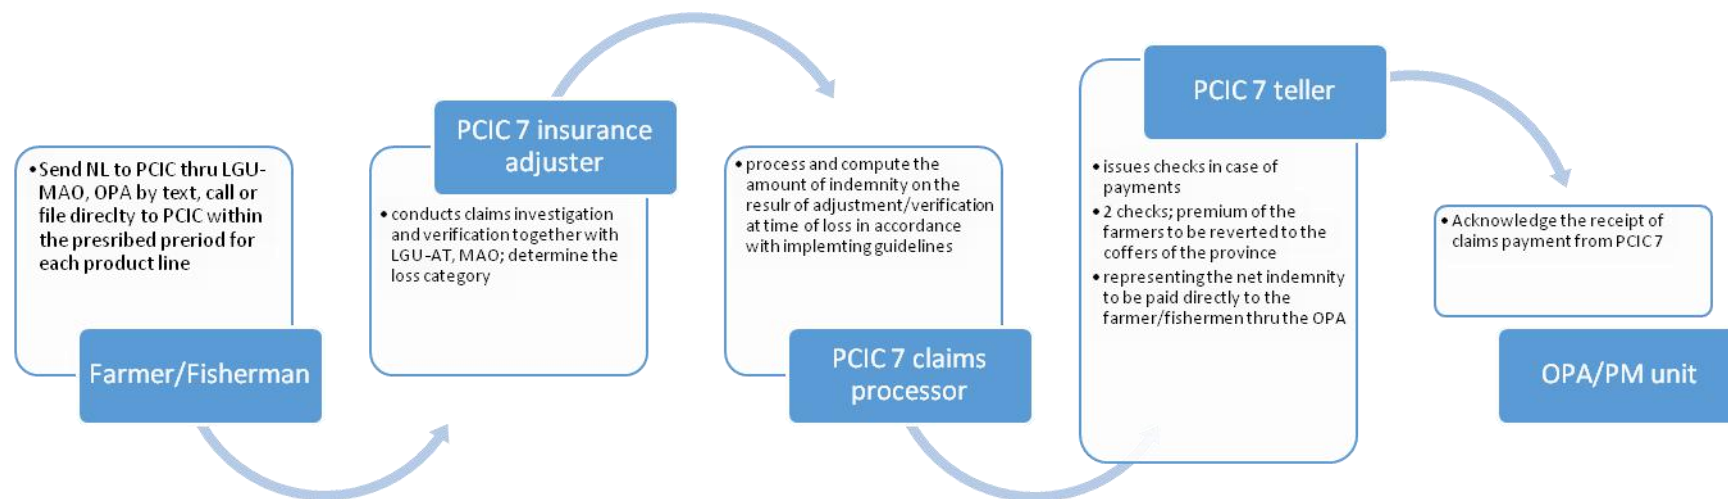 • Send NL to PCIC thru LGU-
MAO, OPA by text, call or
file direclty to PCIC within
the presribed preriod for
each product line
Farmer/Fisherman
PCIC 7 insurance
adjuster
• conducts claims investigation
and verification together with
LGU-AT, MAO; determine the
loss category
• process and compute the
amount of indemnity on the
resulr of adjustment/verification
at time of loss in accordance
with implemting guidelines
PCIC 7 claims
processor
PCIC 7 teller
• issues checks in case of
payments
• 2 checks; premium of the
farmers to be reverted to the
coffers of the province
• representing the net indemnity
to be paid directly to the
farmer/fishermen thru the OPA
• Acknowledge the receipt of
claims payment from PCIC 7
OPA/PM unit